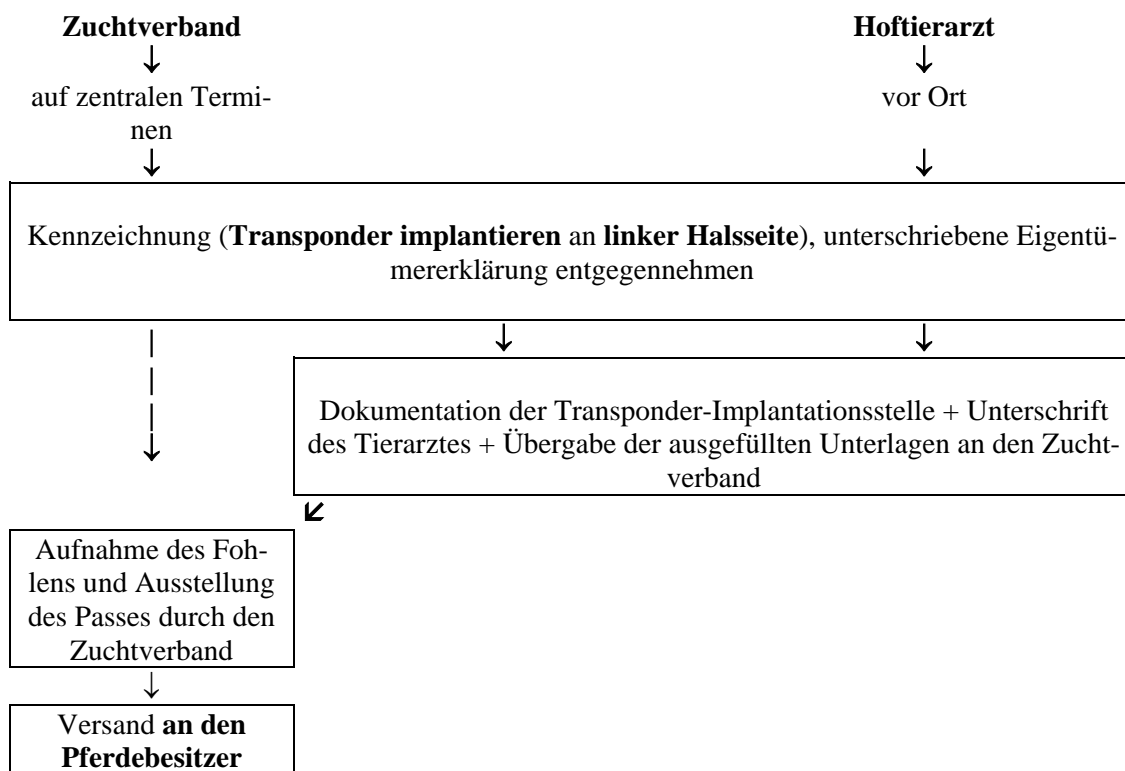 Zuchtverband
Hoftierarzt
auf zentralen Termi-
nen
vor Ort
Kennzeichnung (Transponder implantieren an linker Halsseite), unterschriebene Eigentü-
mererklärung entgegennehmen
Dokumentation der Transponder-Implantationsstelle + Unterschrift
des Tierarztes + Übergabe der ausgefüllten Unterlagen an den Zucht-
verband
Aufnahme des Foh-
lens und Ausstellung
des Passes durch den
Zuchtverband
Versand an den
Pferdebesitzer